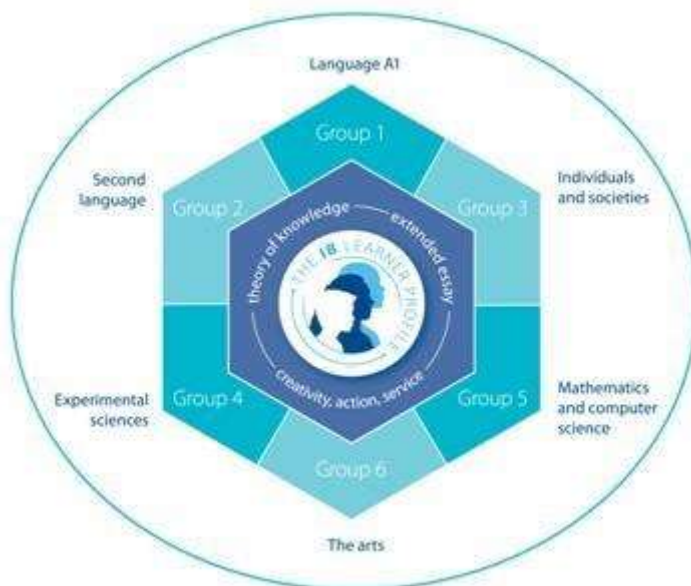 Language A1
Group 1
Second
language
Group 2
Group 3
Individuals
and societies
theory of knowledge
extended essay
THE IB LEARNER PROFILE
creativity, action, service
Experimental
sciences
Group 4
Group 5
Mathematics
and computer
science
Group 6
The arts